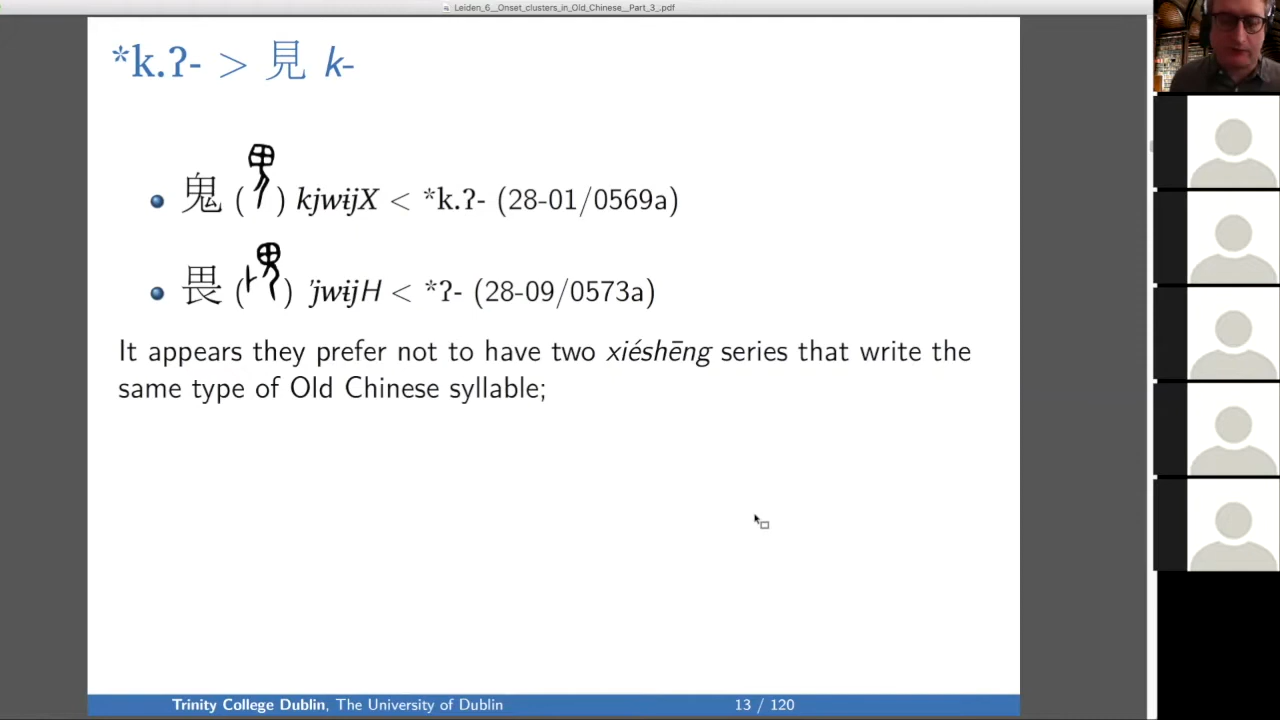 Leiden_6__Onset_clusters_in_Old_Chinese__Part_3_.pdf
*k.ʔ- > 見 k-
鬼 ( ) kjwɨjX < *k.ʔ- (28-01/0569a)
畏 ( ) ʼjwɨjH < *ʔ- (28-09/0573a)
It appears they prefer not to have two xiéshēng series that write the
same type of Old Chinese syllable;
Trinity College Dublin, The University of Dublin 13 / 120